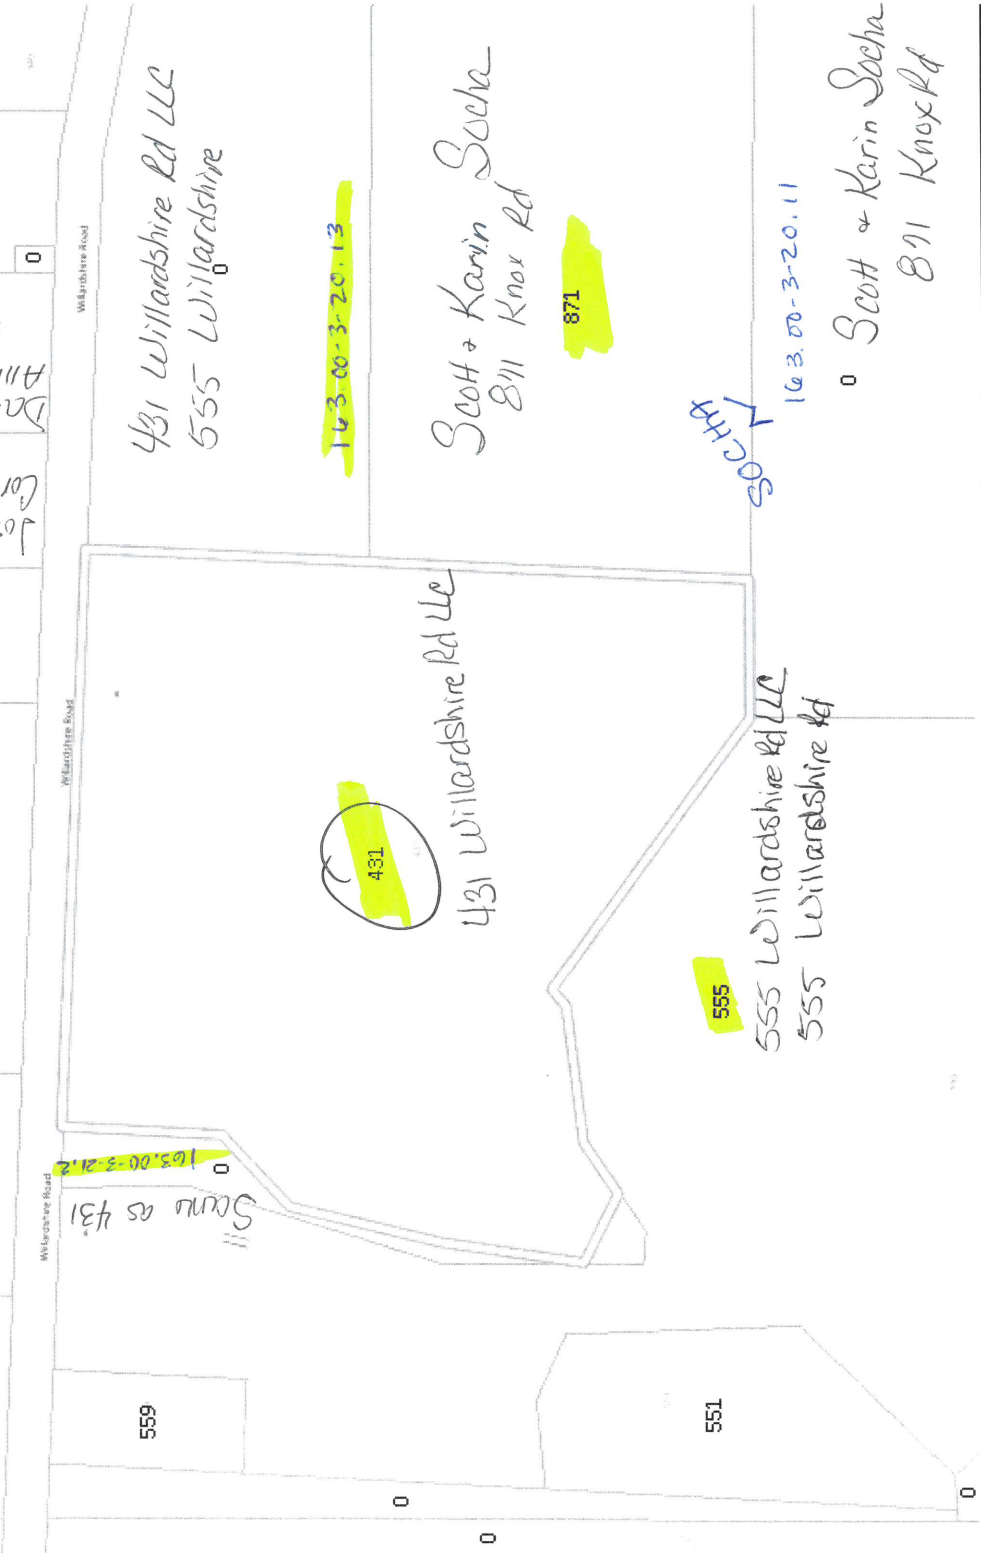 Willardshire Road
Willardshire Road
Willardshire Road
0
431 Willardshire Rd LLC
555 Willardshire
0
163.00-3-20.13
Scott & Karin Socha
871 Knox Rd
871
SOCHA
163.00-3-20.11
0
Scott & Karin Socha
871 Knox Rd
431
431 Willardshire Rd LLC
555
555 Willardshire Rd LLC
555 Willardshire Rd
163.00-3-21.2
0
Same as 431
559
551
0
0
0